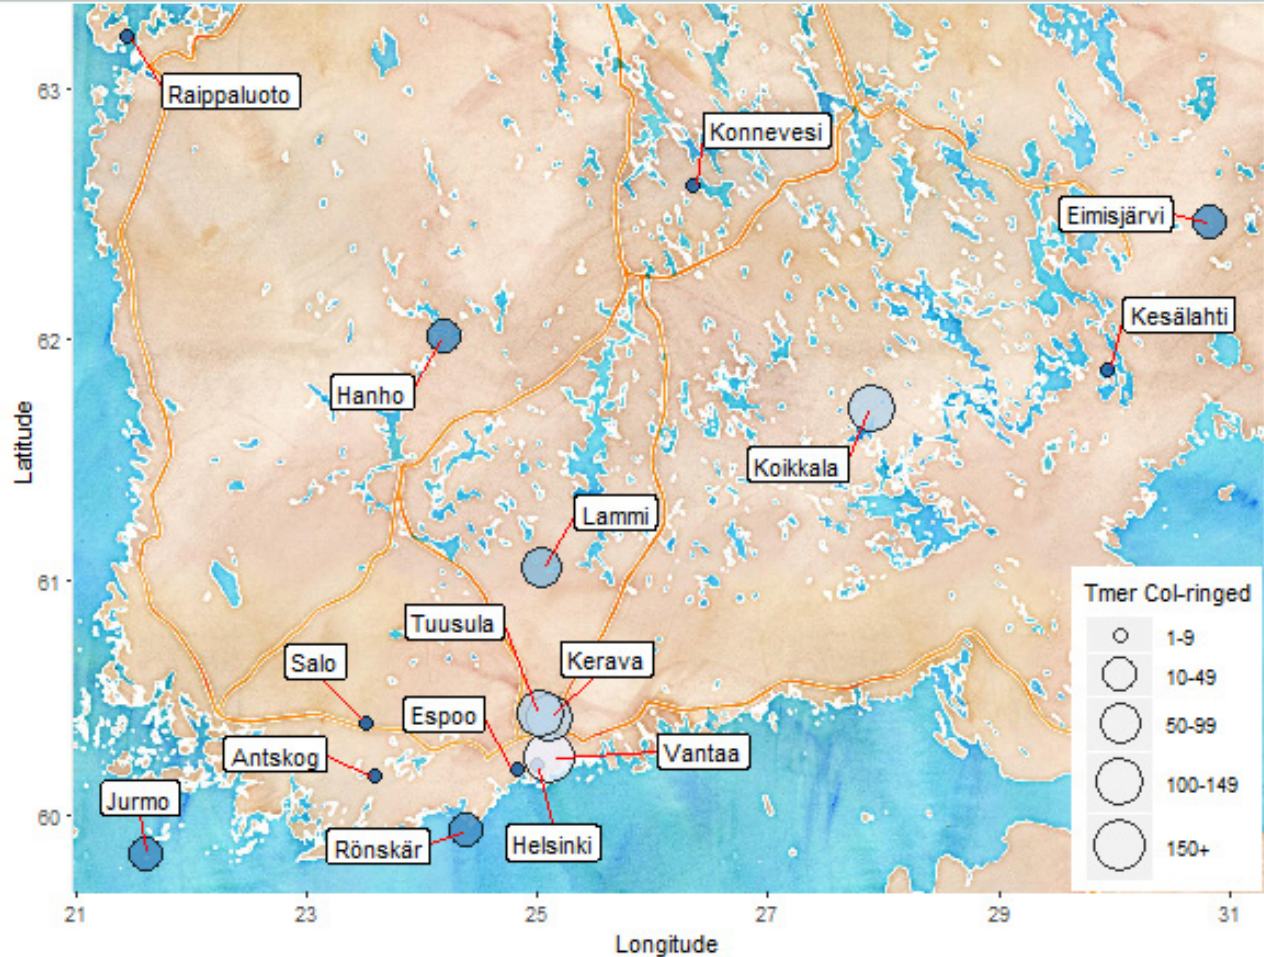 63
62
61
60
Latitude
Raippaluoto
Konnevesi
Eimisjärvi
Kesälahti
Hanho
Koikkala
Lammi
Tuusula
Kerava
Salo
Espoo
Antskog
Vantaa
Jurmo
Rönskär
Helsinki
Tmer Col-ringed
1-9
10-49
50-99
100-149
150+
21 23 25 27 29 31
Longitude